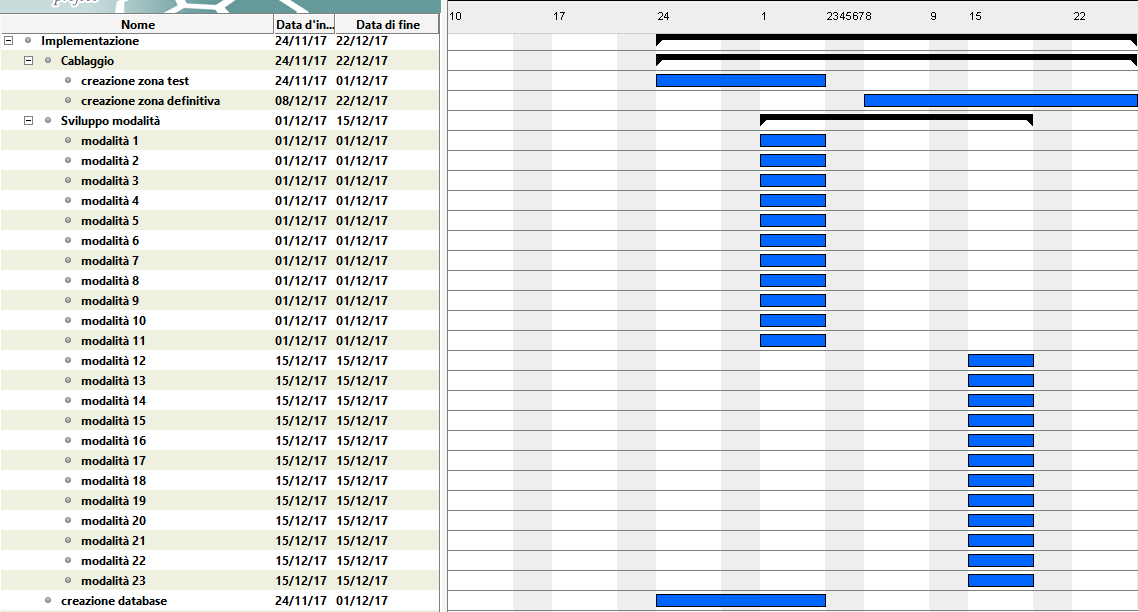 project
Nome Data d'in... Data di fine 10 17 24 1 2345678 9 15 22
Implementazione 24/11/17 22/12/17
Cablaggio 24/11/17 22/12/17
creazione zona test 24/11/17 01/12/17
creazione zona definitiva 08/12/17 22/12/17
Sviluppo modalità 01/12/17 15/12/17
modalità 1 01/12/17 01/12/17
modalità 2 01/12/17 01/12/17
modalità 3 01/12/17 01/12/17
modalità 4 01/12/17 01/12/17
modalità 5 01/12/17 01/12/17
modalità 6 01/12/17 01/12/17
modalità 7 01/12/17 01/12/17
modalità 8 01/12/17 01/12/17
modalità 9 01/12/17 01/12/17
modalità 10 01/12/17 01/12/17
modalità 11 01/12/17 01/12/17
modalità 12 15/12/17 15/12/17
modalità 13 15/12/17 15/12/17
modalità 14 15/12/17 15/12/17
modalità 15 15/12/17 15/12/17
modalità 16 15/12/17 15/12/17
modalità 17 15/12/17 15/12/17
modalità 18 15/12/17 15/12/17
modalità 19 15/12/17 15/12/17
modalità 20 15/12/17 15/12/17
modalità 21 15/12/17 15/12/17
modalità 22 15/12/17 15/12/17
modalità 23 15/12/17 15/12/17
creazione database 24/11/17 01/12/17